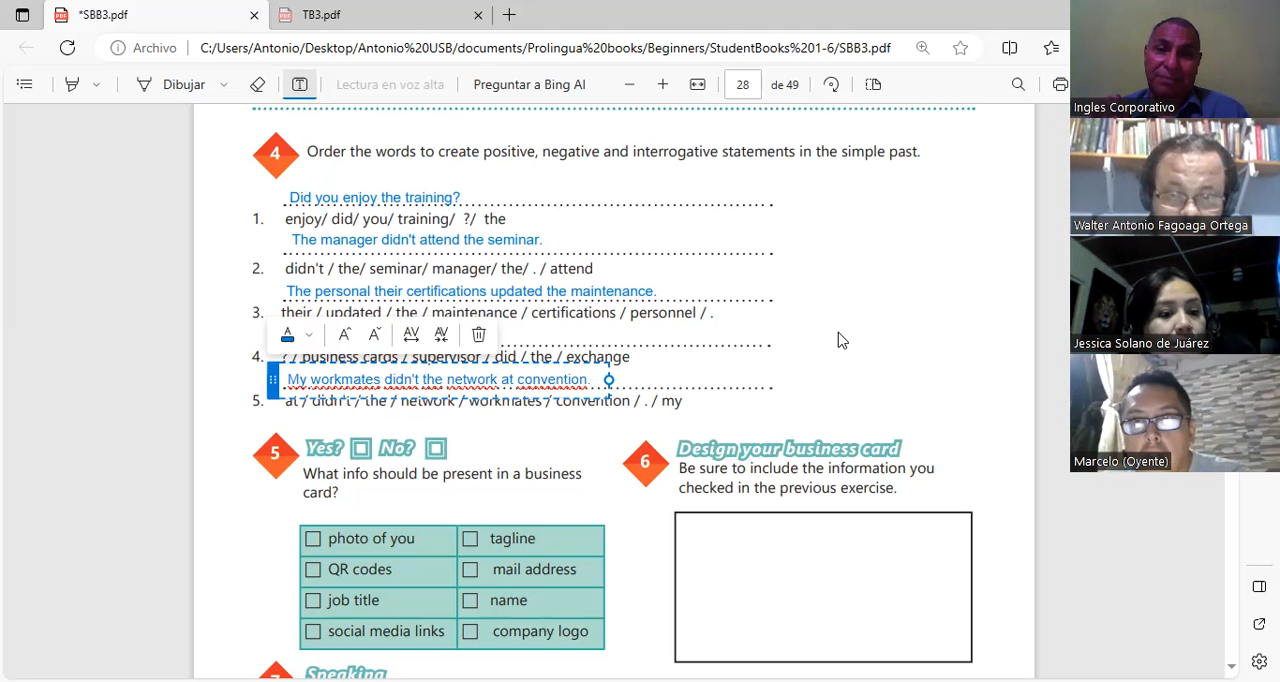 *SBB3.pdf
TB3.pdf
Archivo
C:/Users/Antonio/Desktop/Antonio%20USB/documents/Prolingua%20books/Beginners/StudentBooks%201-6/SBB3.pdf
Dibujar
Lectura en voz alta
Preguntar a Bing AI
28
de 49
Ingles Corporativo
Walter Antonio Fagoaga Ortega
Jessica Solano de Juárez
Marcelo (Oyente)
4 Order the words to create positive, negative and interrogative statements in the simple past.
Did you enjoy the training?
1. enjoy/ did/ you/ training/ ?/ the
The manager didn't attend the seminar.
2. didn't / the/ seminar/ manager/ the/ . / attend
The personal their certifications updated the maintenance.
3. their / updated / the / maintenance / certifications / personnel / .
4. ? / business cards / supervisor / did / the / exchange
My workmates didn't the network at convention.
5. at / didn't / the / network / workmates / convention / . / my
5 Yes? No?
What info should be present in a business
card?
photo of you
tagline
QR codes
mail address
job title
name
social media links
company logo
6 Design your business card
Be sure to include the information you
checked in the previous exercise.
Speaking